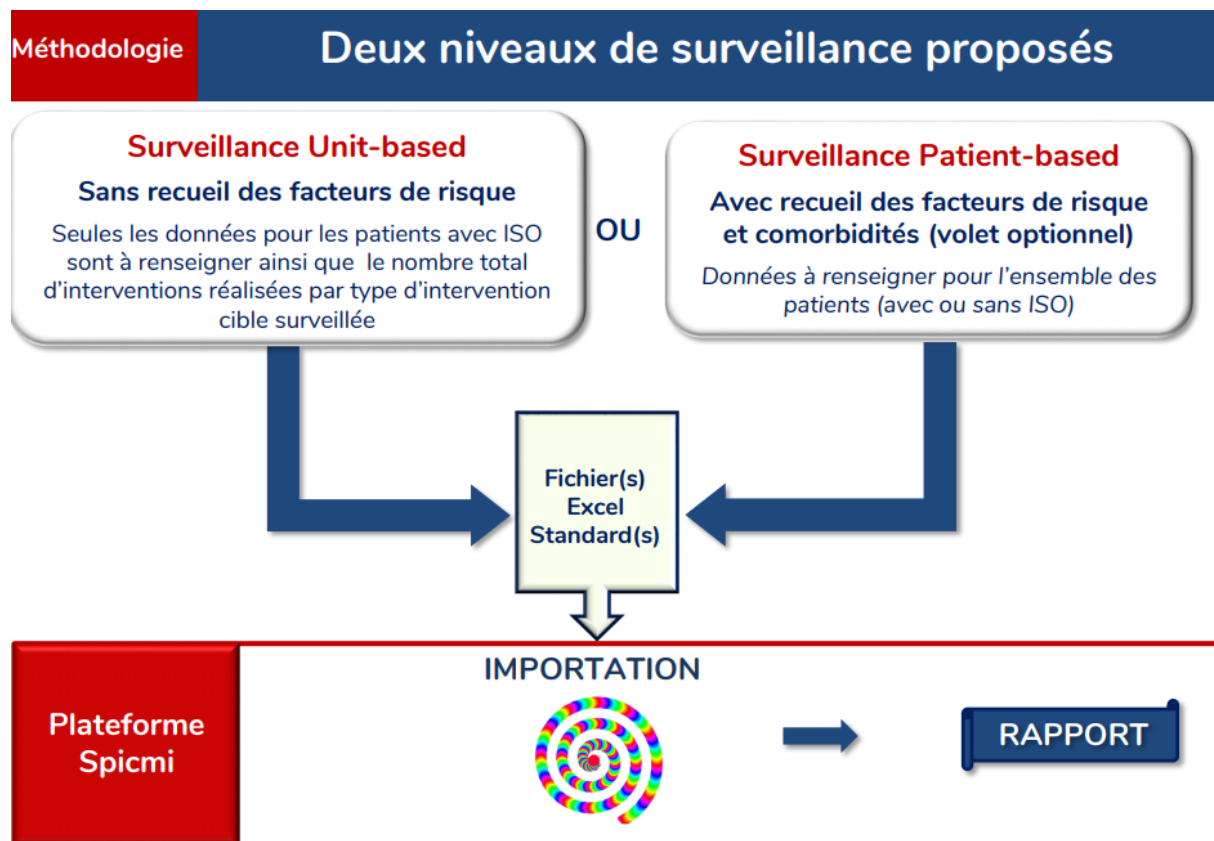 Méthodologie
Deux niveaux de surveillance proposés
Surveillance Unit-based
Sans recueil des facteurs de risque
Seules les données pour les patients avec ISO
sont à renseigner ainsi que le nombre total
d'interventions réalisées par type d'intervention
cible surveillée
OU
Surveillance Patient-based
Avec recueil des facteurs de risque
et comorbidités (volet optionnel)
Données à renseigner pour l'ensemble des
patients (avec ou sans ISO)
Fichier(s)
Excel
Standard(s)
Plateforme
Spicmi
IMPORTATION
RAPPORT